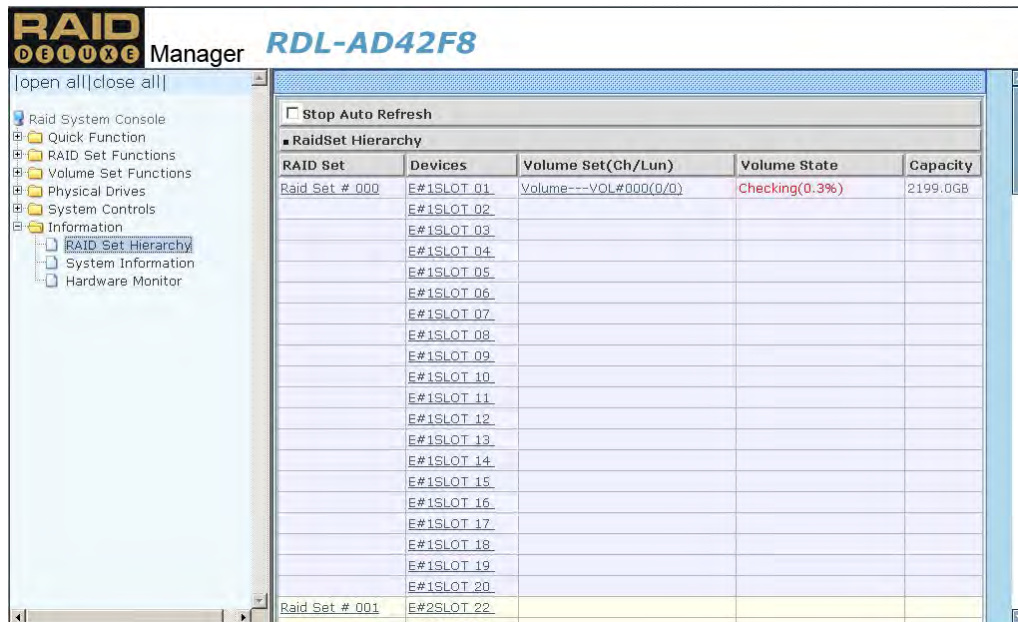 RAID
DELUXE Manager RDL-AD42F8
|open all|close all|
Raid System Console
Quick Function
RAID Set Functions
Volume Set Functions
Physical Drives
System Controls
Information
RAID Set Hierarchy
System Information
Hardware Monitor
Stop Auto Refresh
RaidSet Hierarchy
RAID Set Devices Volume Set(Ch/Lun) Volume State Capacity
Raid Set # 000 E#1SLOT 01 Volume---VOL#000(0/0) Checking(0.3%) 2199.0GB
E#1SLOT 02
E#1SLOT 03
E#1SLOT 04
E#1SLOT 05
E#1SLOT 06
E#1SLOT 07
E#1SLOT 08
E#1SLOT 09
E#1SLOT 10
E#1SLOT 11
E#1SLOT 12
E#1SLOT 13
E#1SLOT 14
E#1SLOT 15
E#1SLOT 16
E#1SLOT 17
E#1SLOT 18
E#1SLOT 19
E#1SLOT 20
Raid Set # 001 E#2SLOT 22